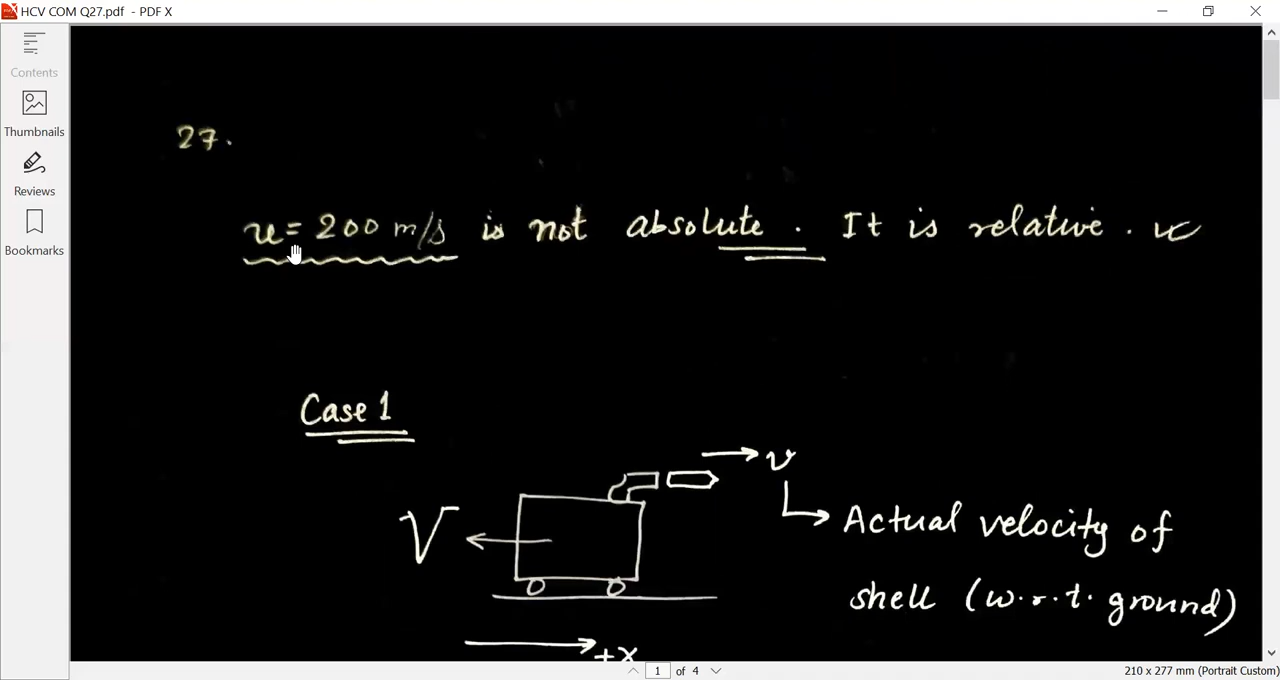 HCV COM Q27.pdf - PDF X
Contents
Thumbnails
Reviews
Bookmarks
27.
u = 200 m/s is not absolute. It is relative.
Case 1
v
V
Actual velocity of
shell (w.r.t. ground)
+X
1 of 4
210 x 277 mm (Portrait Custom)